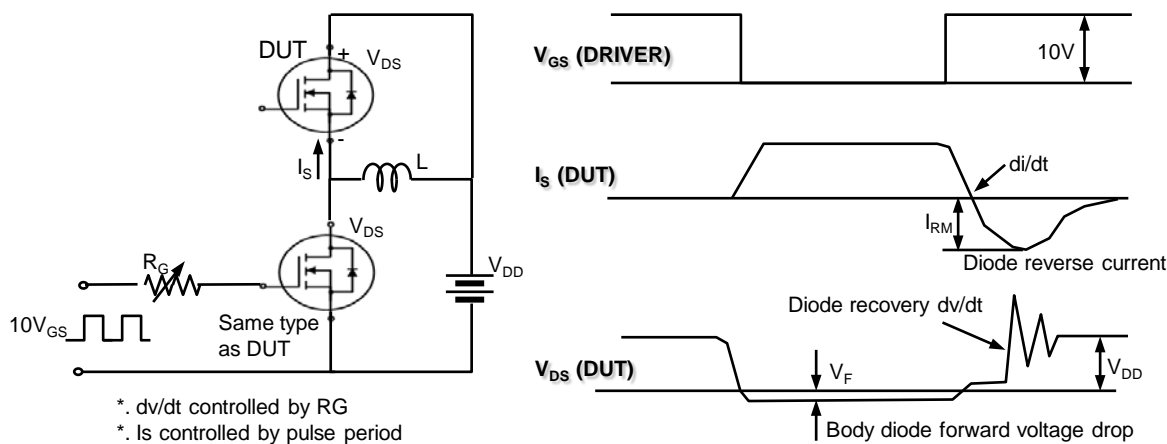 DUT
+
VDS
-
IS
L
VDS
RG
VDD
10VGS
Same type
as DUT
*. dv/dt controlled by RG
*. Is controlled by pulse period
VGS (DRIVER)
10V
IS (DUT)
di/dt
IRM
Diode reverse current
Diode recovery dv/dt
VDS (DUT)
VF
VDD
Body diode forward voltage drop